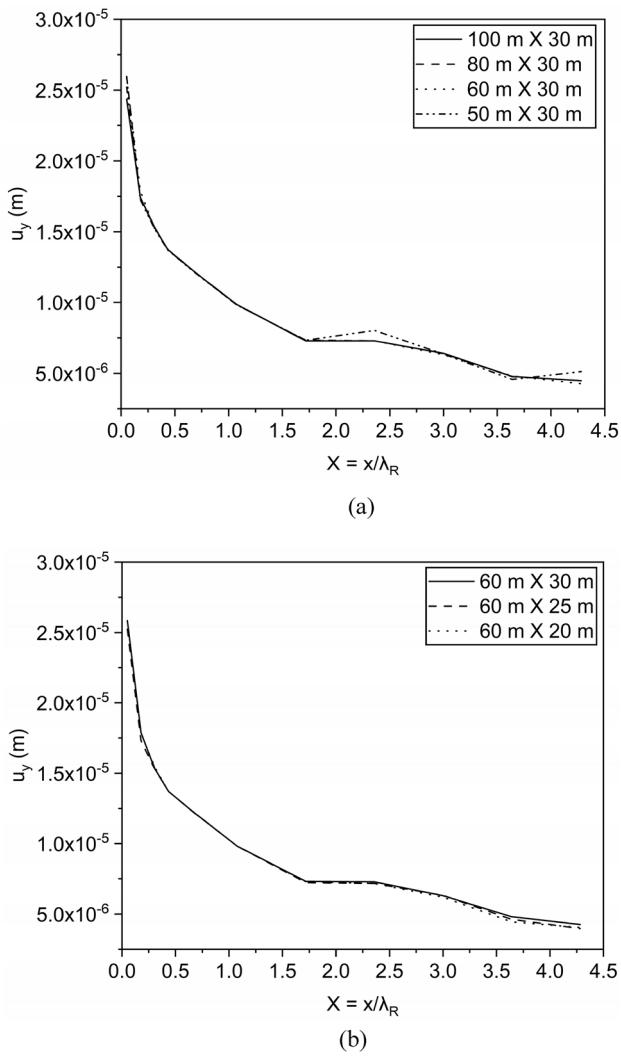 3.0x10⁻⁵
2.5x10⁻⁵
2.0x10⁻⁵
1.5x10⁻⁵
1.0x10⁻⁵
5.0x10⁻⁶
uy (m)
100 m X 30 m
80 m X 30 m
60 m X 30 m
50 m X 30 m
0.0 0.5 1.0 1.5 2.0 2.5 3.0 3.5 4.0 4.5
X = x/λR
(a)
3.0x10⁻⁵
2.5x10⁻⁵
2.0x10⁻⁵
1.5x10⁻⁵
1.0x10⁻⁵
5.0x10⁻⁶
uy (m)
60 m X 30 m
60 m X 25 m
60 m X 20 m
0.0 0.5 1.0 1.5 2.0 2.5 3.0 3.5 4.0 4.5
X = x/λR
(b)